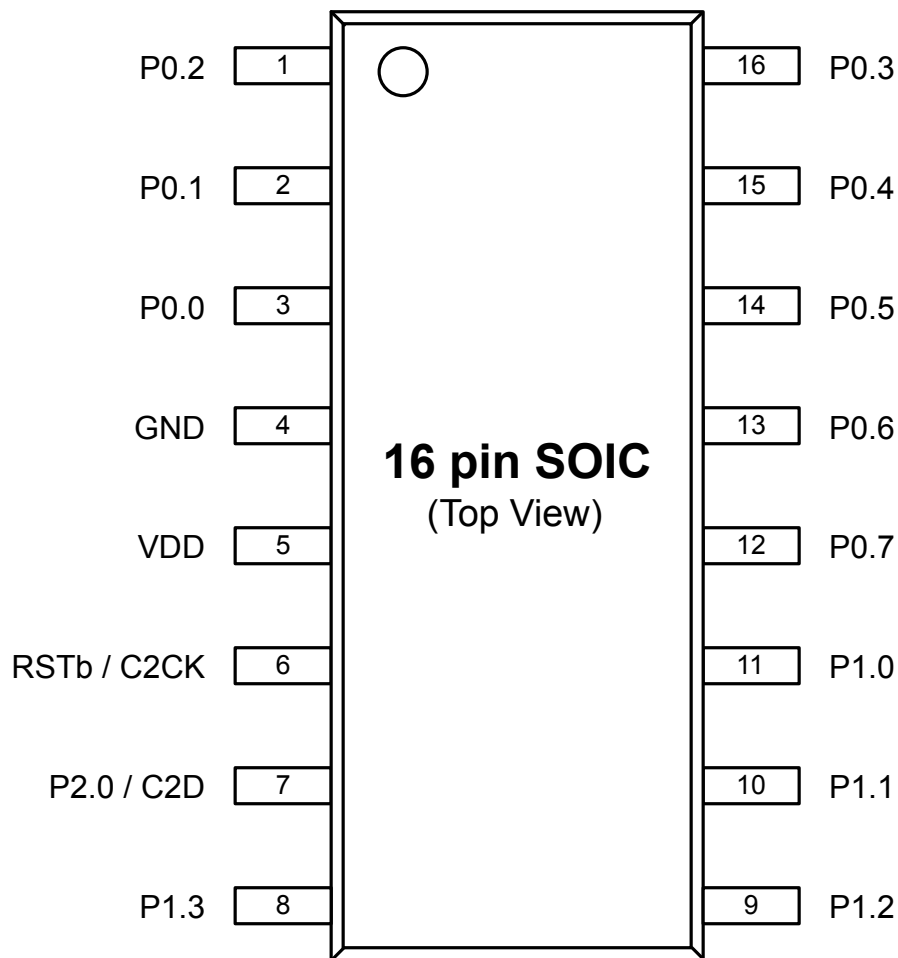 P0.2 1 16 P0.3
P0.1 2 15 P0.4
P0.0 3 14 P0.5
GND 4 13 P0.6
16 pin SOIC
(Top View)
VDD 5 12 P0.7
RSTb / C2CK 6 11 P1.0
P2.0 / C2D 7 10 P1.1
P1.3 8 9 P1.2